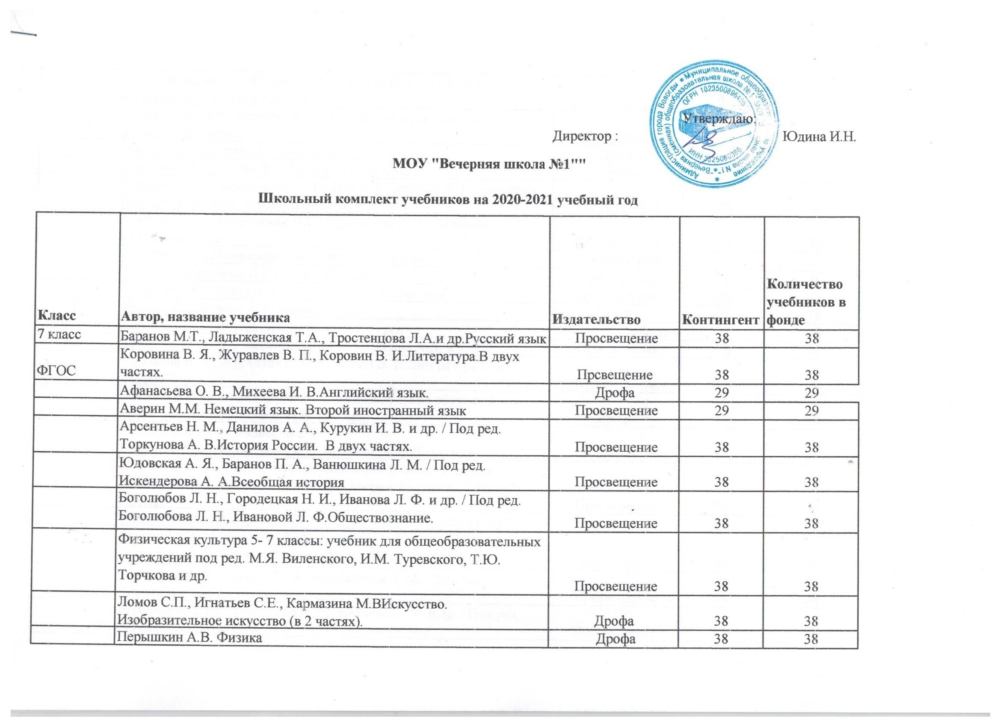 Администрация города Вологды * Муниципальное общеобразовательное учреждение *
"Вечерняя (сменная) общеобразовательная школа № 1"
ОГРН 1023500896495
ИНН 3525080386
Утверждаю:
Директор : Юдина И.Н.
МОУ "Вечерняя школа №1""
Школьный комплект учебников на 2020-2021 учебный год
Количество
учебников в
Класс Автор, название учебника Издательство Контингент фонде
7 класс Баранов М.Т., Ладыженская Т.А., Тростенцова Л.А.и др.Русский язык Просвещение 38 38
Коровина В. Я., Журавлев В. П., Коровин В. И.Литература.В двух
ФГОС частях. Прсвещение 38 38
Афанасьева О. В., Михеева И. В.Английский язык. Дрофа 29 29
Аверин М.М. Немецкий язык. Второй иностранный язык Просвещение 29 29
Арсентьев Н. М., Данилов А. А., Курукин И. В. и др. / Под ред.
Торкунова А. В.История России. В двух частях. Просвещение 38 38
Юдовская А. Я., Баранов П. А., Ванюшкина Л. М. / Под ред.
Искендерова А. А.Всеобщая история Просвещение 38 38
Боголюбов Л. Н., Городецкая Н. И., Иванова Л. Ф. и др. / Под ред.
Боголюбова Л. Н., Ивановой Л. Ф.Обществознание. Просвещение 38 38
Физическая культура 5- 7 классы: учебник для общеобразовательных
учреждений под ред. М.Я. Виленского, И.М. Туревского, Т.Ю.
Торчкова и др. Просвещение 38 38
Ломов С.П., Игнатьев С.Е., Кармазина М.ВИскусство.
Изобразительное искусство (в 2 частях). Дрофа 38 38
Перышкин А.В. Физика Дрофа 38 38